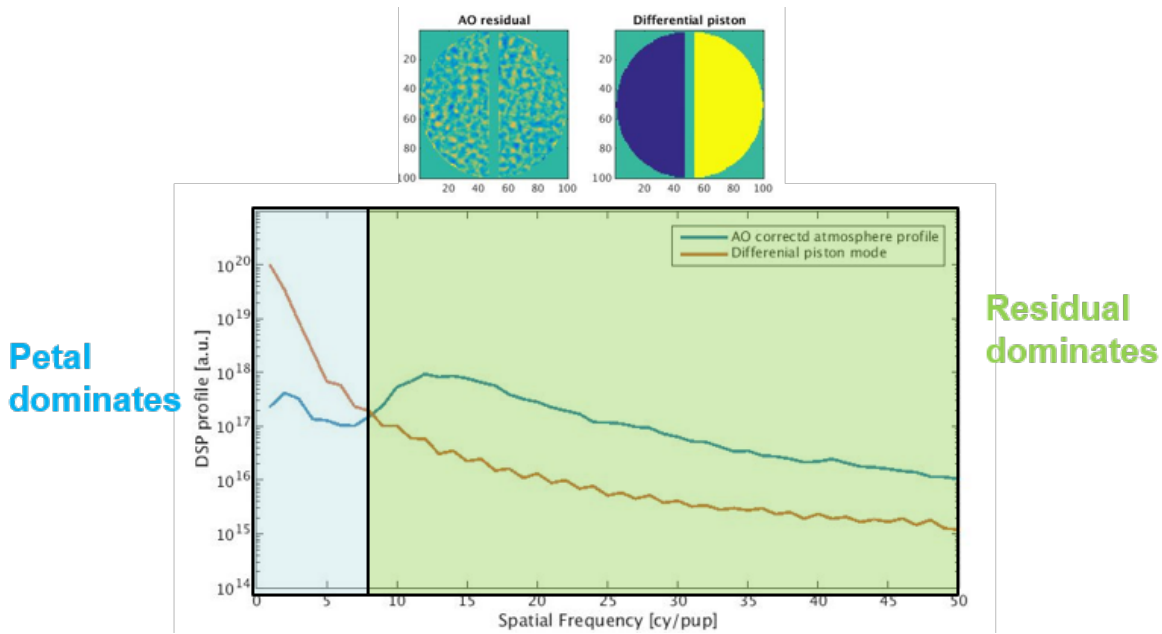 AO residual
Differential piston
20
40
60
80
100
20 40 60 80 100
20
40
60
80
100
20 40 60 80 100
AO correctd atmosphere profile
Differenial piston mode
Petal
dominates
Residual
dominates
DSP profile [a.u.]
10^20
10^19
10^18
10^17
10^16
10^15
10^14
0 5 10 15 20 25 30 35 40 45 50
Spatial Frequency [cy/pup]